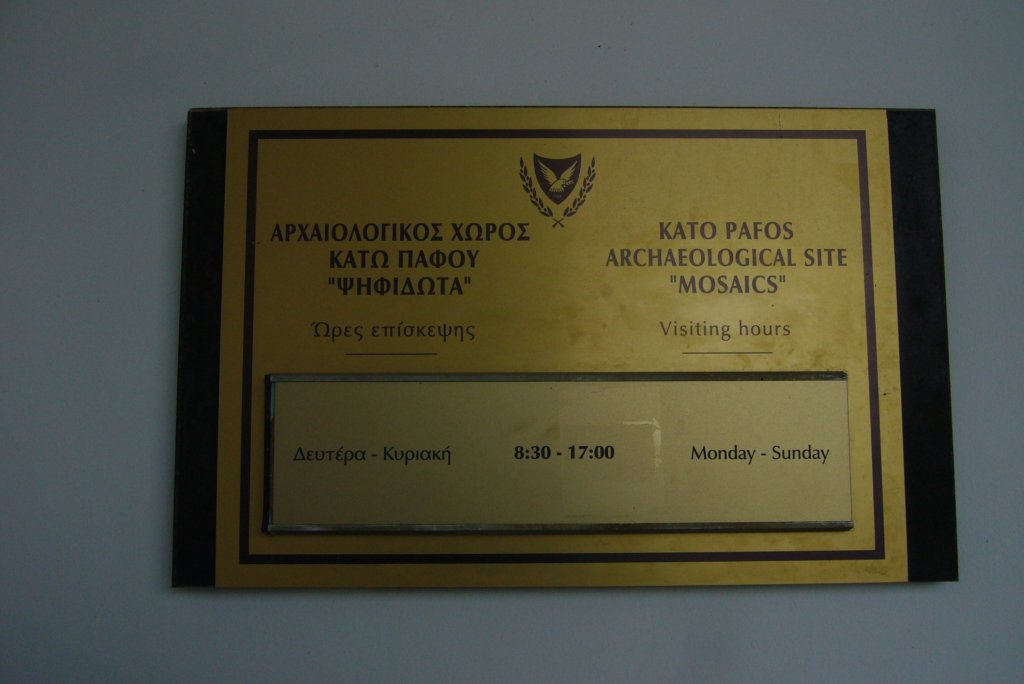 ΑΡΧΑΙΟΛΟΓΙΚΟΣ ΧΩΡΟΣ
ΚΑΤΩ ΠΑΦΟΥ
"ΨΗΦΙΔΩΤΑ"
Ώρες επίσκεψης
KATO PAFOS
ARCHAEOLOGICAL SITE
"MOSAICS"
Visiting hours
Δευτέρα - Κυριακή 8:30 - 17:00 Monday - Sunday